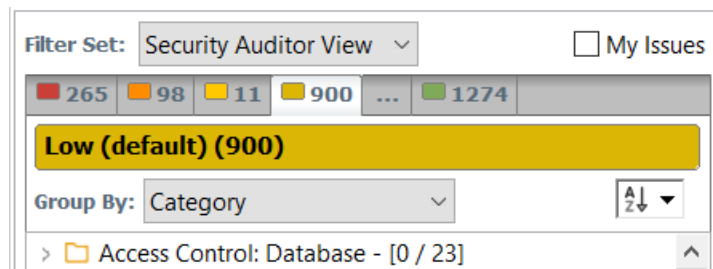 Filter Set: Security Auditor View My Issues
265 98 11 900 ... 1274
Low (default) (900)
Group By: Category AZ
Access Control: Database - [0 / 23]